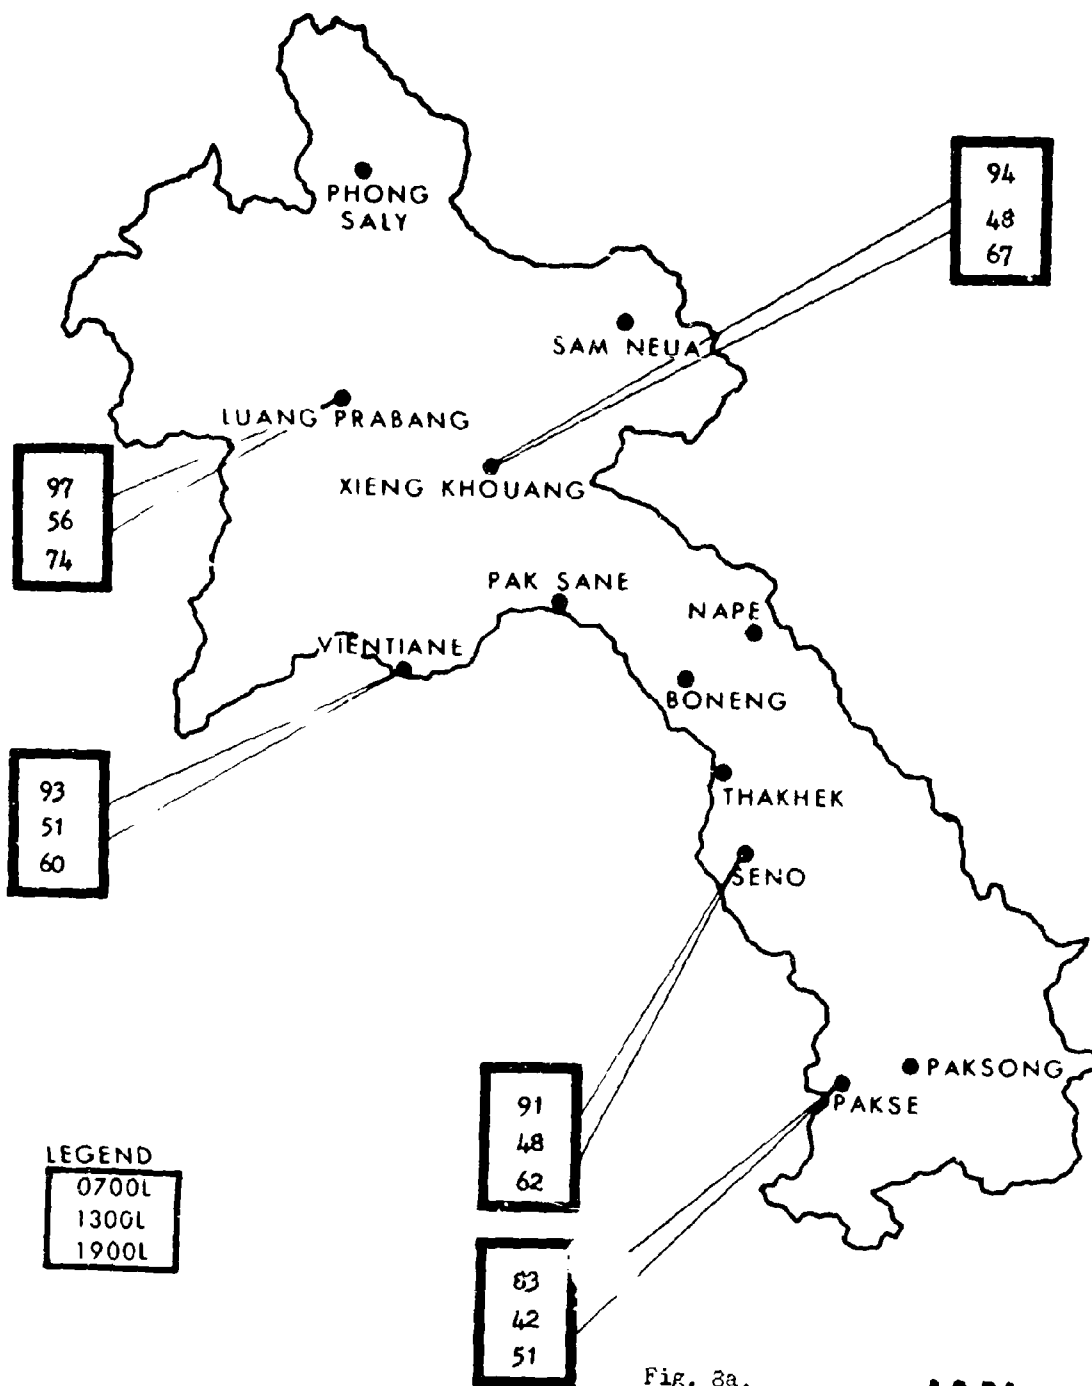 PHONG
SALY
94
48
67
SAM NEUA
LUANG PRABANG
XIENG KHOUANG
97
56
74
PAK SANE
NAPE
VIENTIANE
BONENG
93
51
60
THAKHEK
SENO
PAKSONG
PAKSE
91
48
62
LEGEND
0700L
1300L
1900L
83
42
51
Fig. 8a.